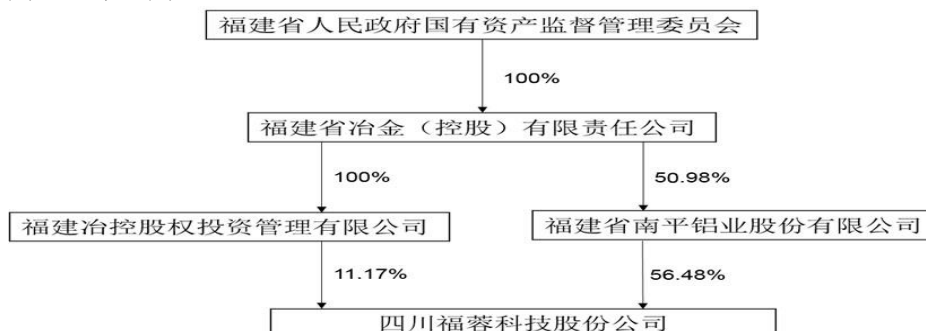 福建省人民政府国有资产监督管理委员会
100%
福建省冶金（控股）有限责任公司
100%
50.98%
福建冶控股权投资管理有限公司
福建省南平铝业股份有限公司
11.17%
56.48%
四川福蓉科技股份公司